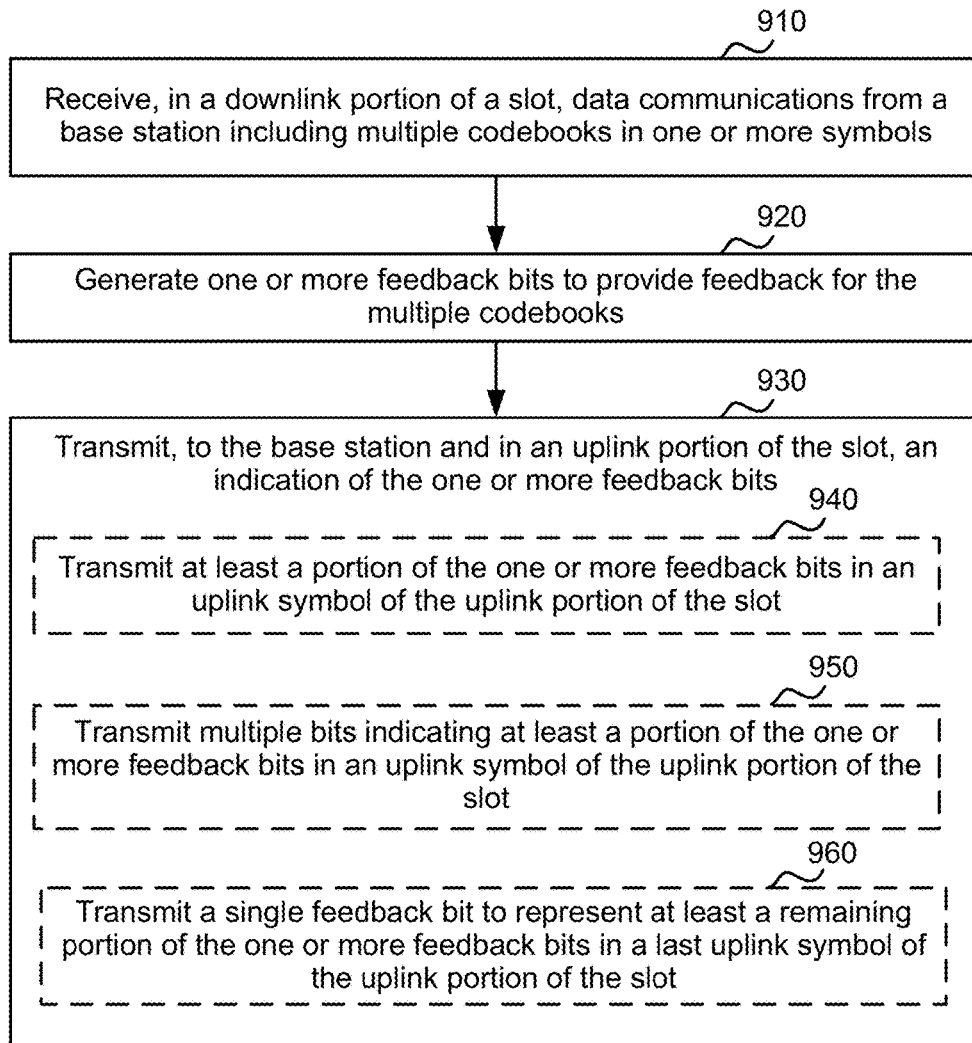 910
Receive, in a downlink portion of a slot, data communications from a
base station including multiple codebooks in one or more symbols
920
Generate one or more feedback bits to provide feedback for the
multiple codebooks
930
Transmit, to the base station and in an uplink portion of the slot, an
indication of the one or more feedback bits
940
Transmit at least a portion of the one or more feedback bits in an
uplink symbol of the uplink portion of the slot
950
Transmit multiple bits indicating at least a portion of the one or
more feedback bits in an uplink symbol of the uplink portion of the
slot
960
Transmit a single feedback bit to represent at least a remaining
portion of the one or more feedback bits in a last uplink symbol of
the uplink portion of the slot